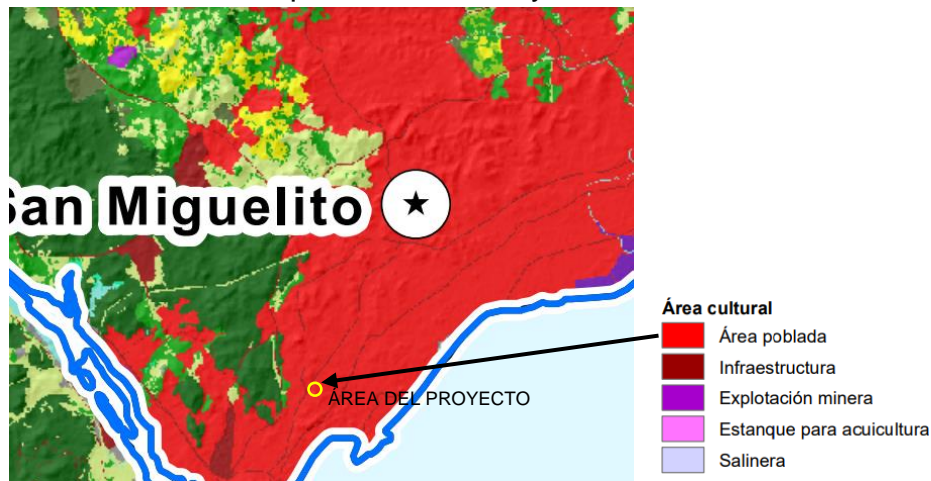 San Miguelito
ÁREA DEL PROYECTO
Área cultural
Área poblada
Infraestructura
Explotación minera
Estanque para acuicultura
Salinera